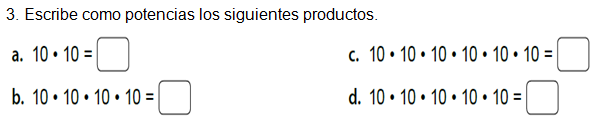 3. Escribe como potencias los siguientes productos.
a. 10 • 10 =
c. 10 • 10 • 10 • 10 • 10 • 10 =
b. 10 • 10 • 10 • 10 =
d. 10 • 10 • 10 • 10 • 10 =